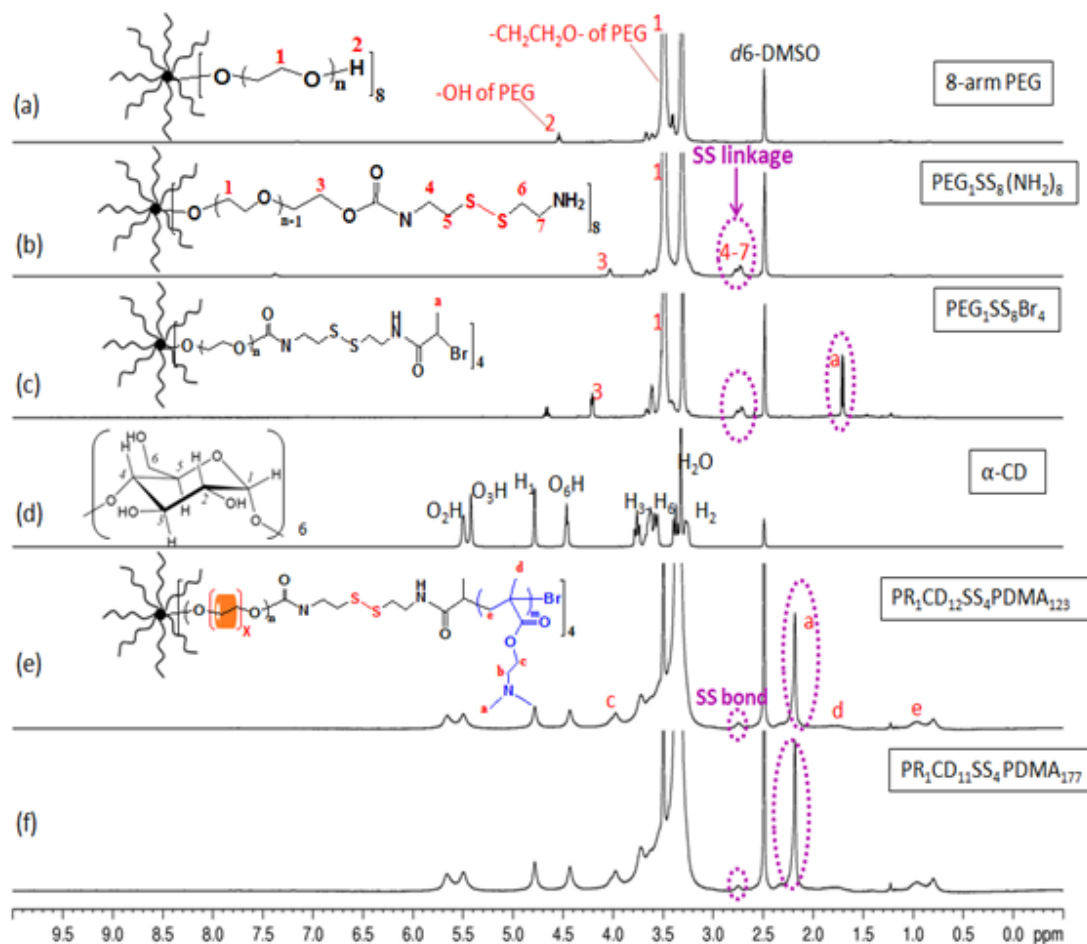 -CH₂CH₂O- of PEG 1
d6-DMSO
8-arm PEG
1 2
O O H
n 8
(a)
-OH of PEG
2
SS linkage
PEG₁SS₈(NH₂)₈
1 3 4 6
O O O O N S S NH₂
n-1 8
5 7
(b)
1
3
4-7
PEG₁SS₈Br₄
a
O O O N S S H N O Br
n 4
(c)
1
3
a
α-CD
HO 6 H 5 H O 1 H
4 2 OH
HO 3 H OH O
H 6
(d)
O₂H
O₃H
H₁
O₆H
H₃
H₆
H₂O
H₂
PR₁CD₁₂SS₄PDMA₁₂₃
d
O O O N S S H N O Br
X n e m 4
O O
b c
a N
(e)
c
SS bond
a
d
e
PR₁CD₁₁SS₄PDMA₁₇₇
(f)
9.5 9.0 8.5 8.0 7.5 7.0 6.5 6.0 5.5 5.0 4.5 4.0 3.5 3.0 2.5 2.0 1.5 1.0 0.5 0.0 ppm